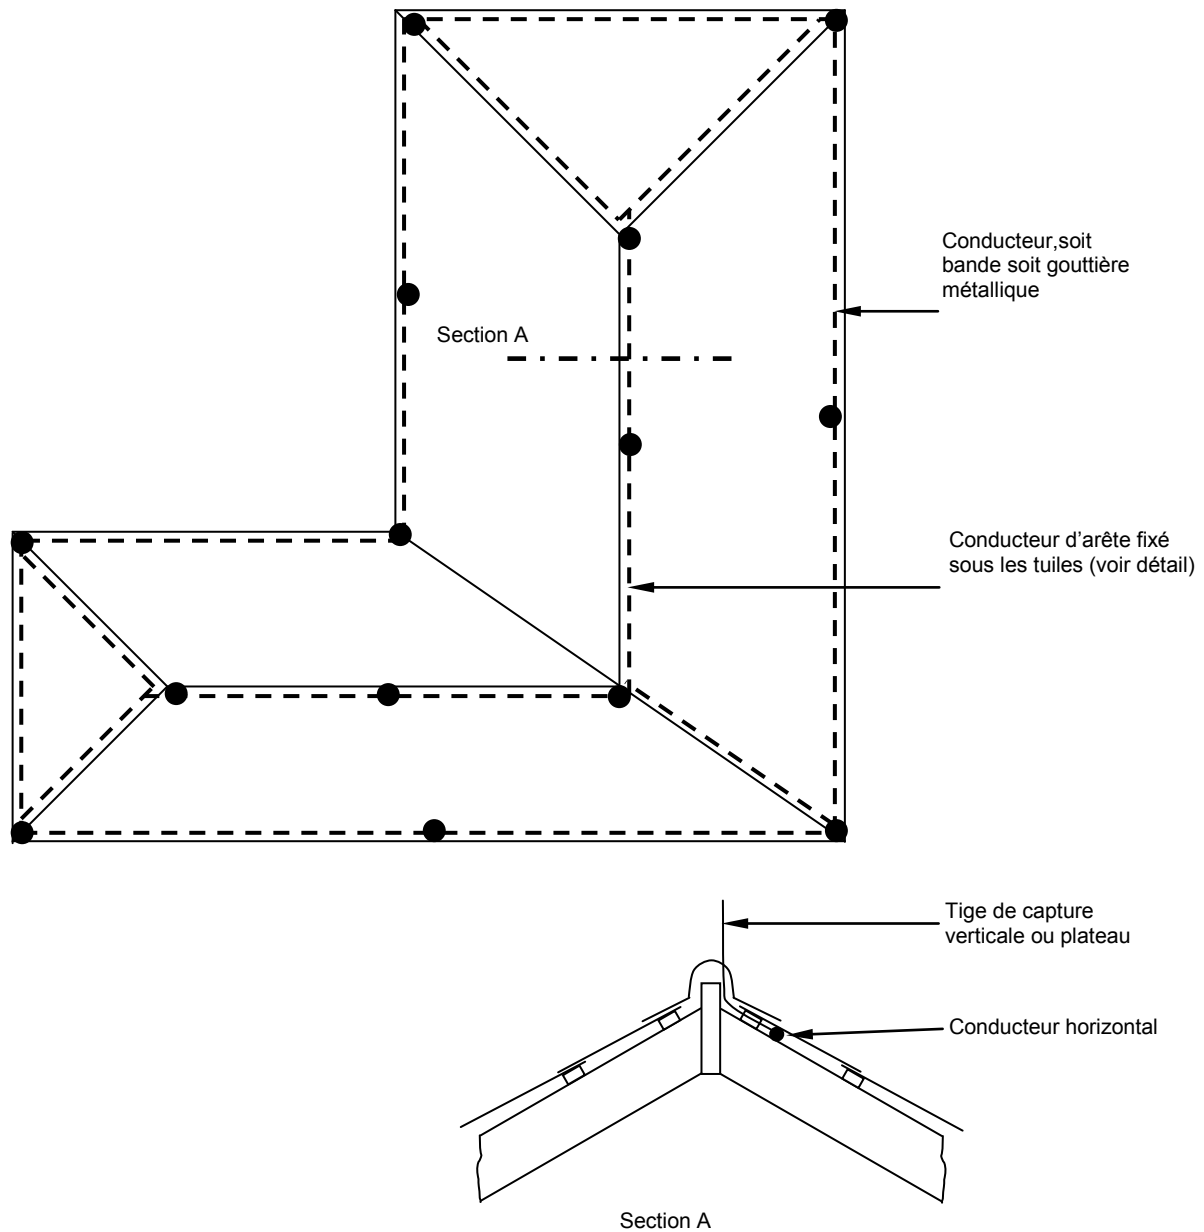 Conducteur,soit
bande soit gouttière
métallique
Section A
Conducteur d’arête fixé
sous les tuiles (voir détail)
Tige de capture
verticale ou plateau
Conducteur horizontal
Section A